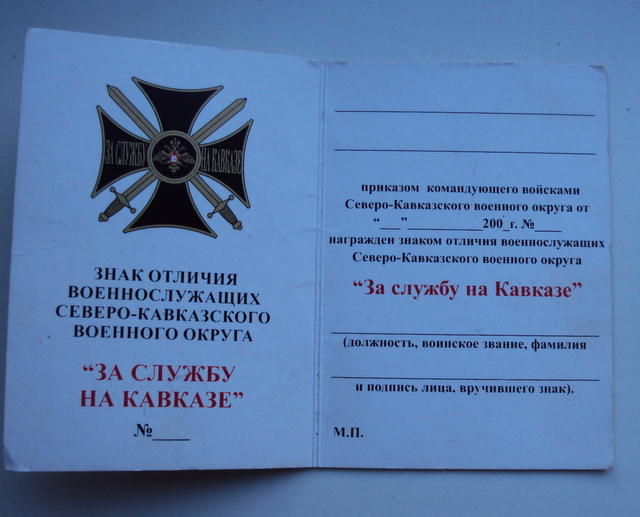 ЗА СЛУЖБУ НА КАВКАЗЕ
ЗНАК ОТЛИЧИЯ
ВОЕННОСЛУЖАЩИХ
СЕВЕРО-КАВКАЗСКОГО
ВОЕННОГО ОКРУГА
“ЗА СЛУЖБУ
НА КАВКАЗЕ”
№____
приказом командующего войсками
Северо-Кавказского военного округа от
“___”___________200_г. №____
награжден знаком отличия военнослужащих
Северо-Кавказского военного округа
“За службу на Кавказе”
(должность, воинское звание, фамилия
и подпись лица, вручившего знак).
М.П.